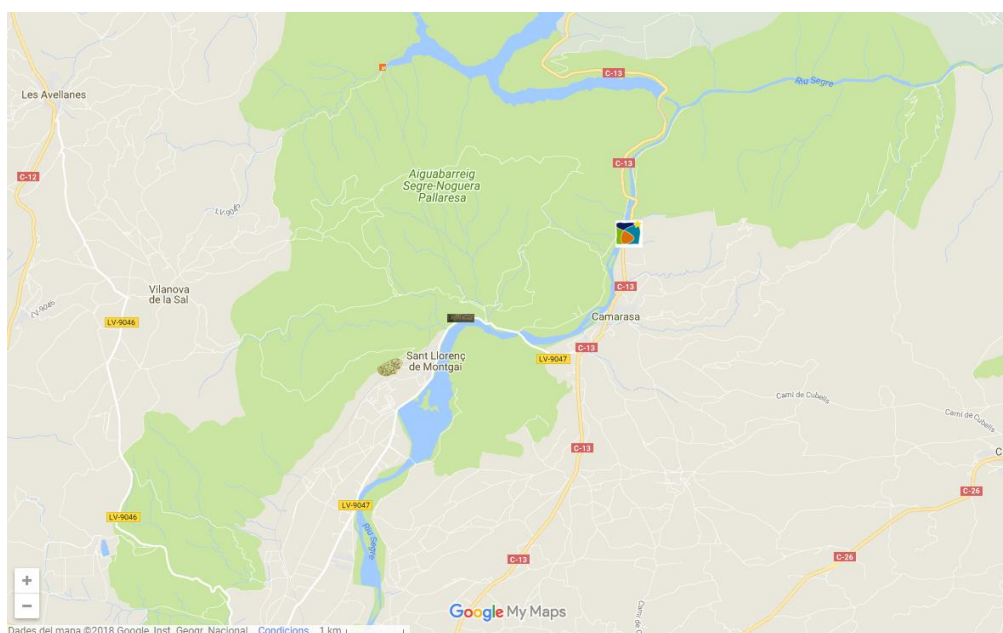 C-13
Riu Segre
Les Avellanes
C-13
C-12
Aiguabarreig
Segre-Noguera
Pallaresa
LV-9045
Vilanova
de la Sal
C-13
LV-9046
LV-9046
Camarasa
C-13
Sant Llorenç
de Montgai
LV-9047
Camí de Cubells
Camí de Cubells
C-13
C
C-26
LV-9047
LV-9046
Riu Segre
C-13
C-26
+
−
Google My Maps
Dades del mapa ©2018 Google, Inst. Geogr. Nacional
Condicions
1 km